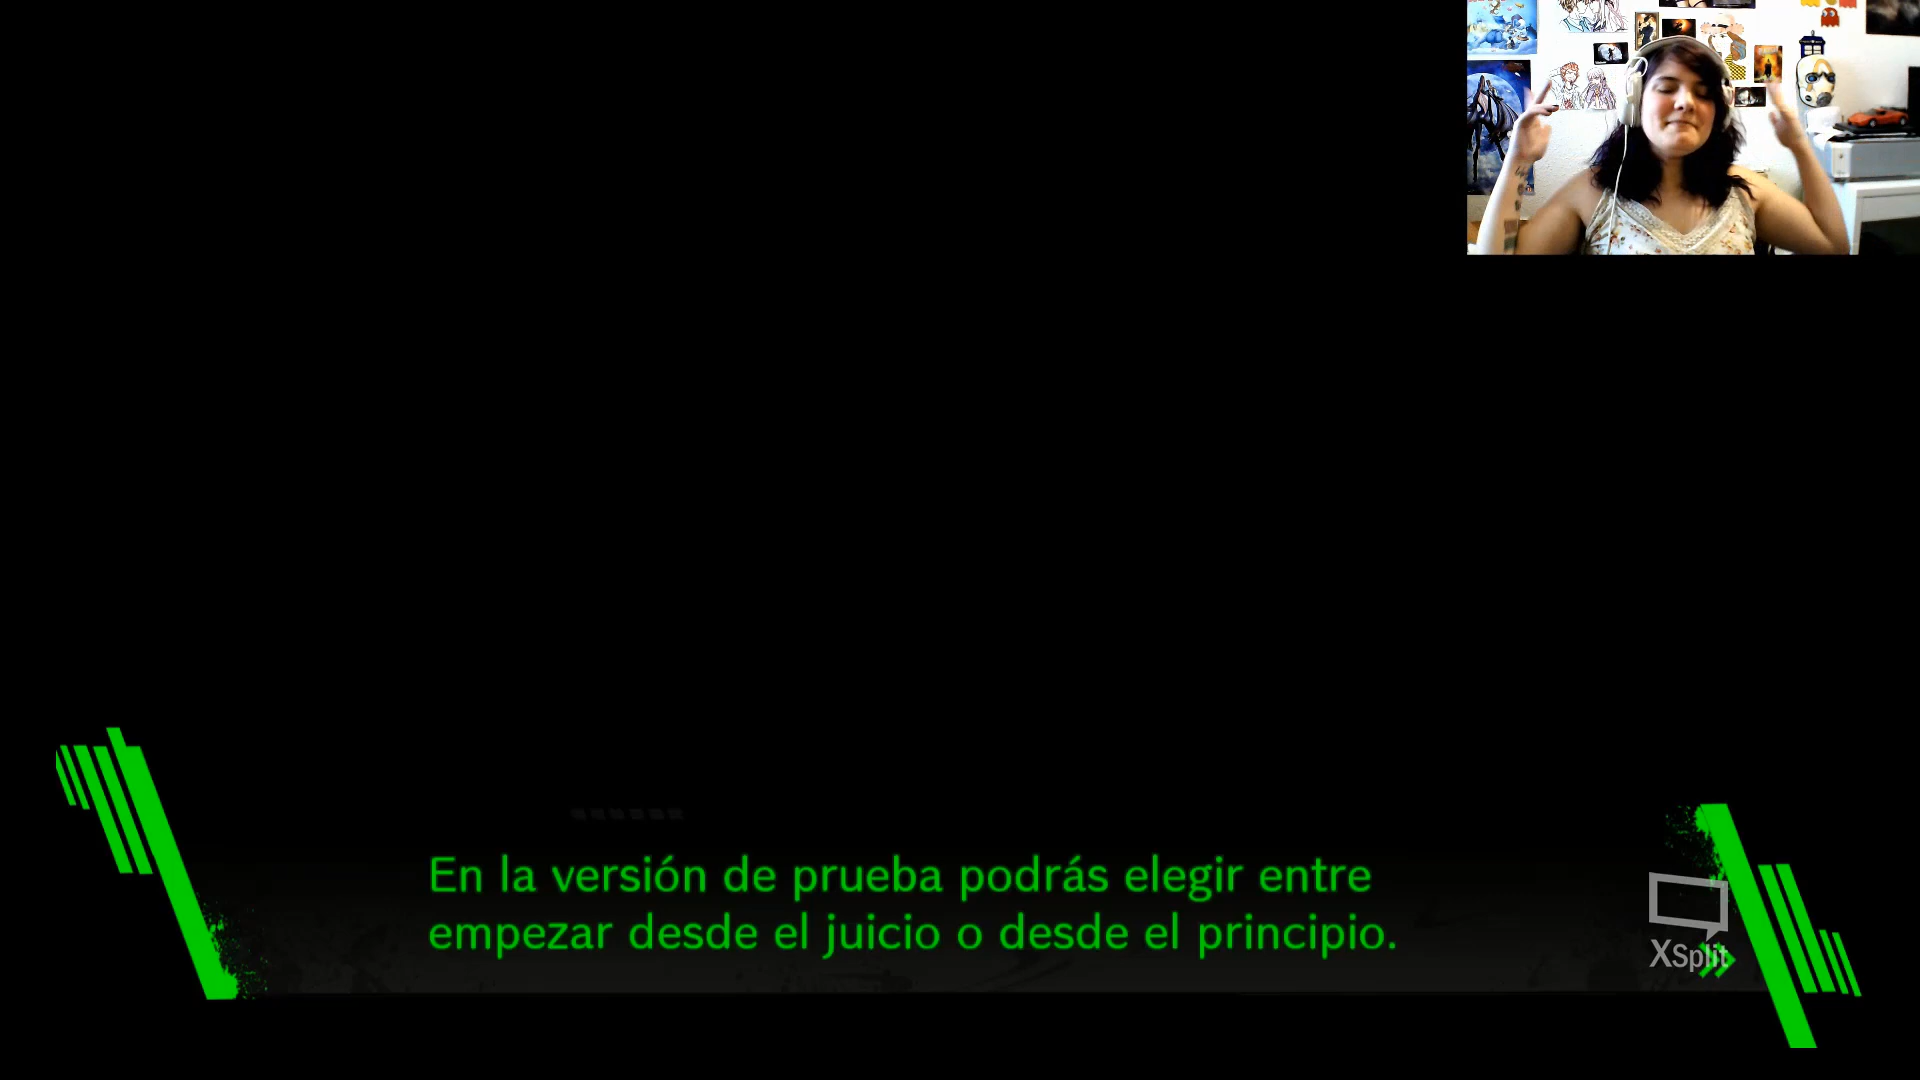 En la versión de prueba podrás elegir entre
empezar desde el juicio o desde el principio.
XSplit